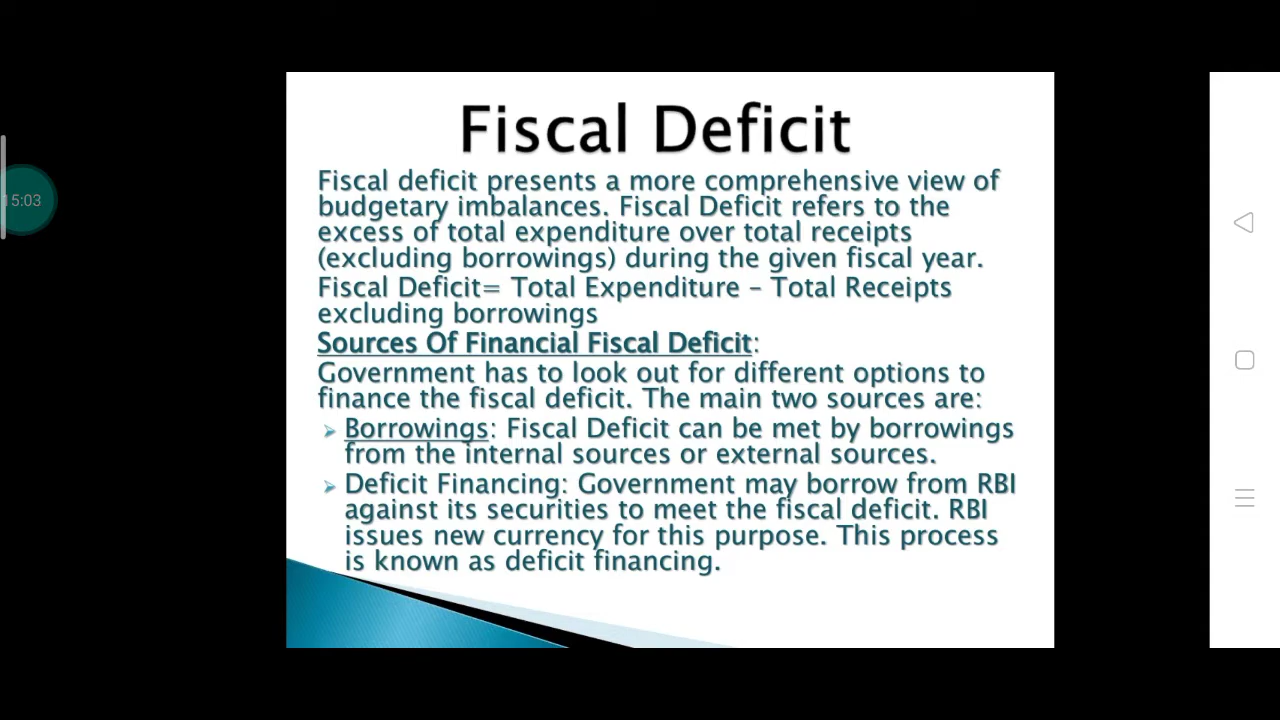 Fiscal Deficit
Fiscal deficit presents a more comprehensive view of
budgetary imbalances. Fiscal Deficit refers to the
excess of total expenditure over total receipts
(excluding borrowings) during the given fiscal year.
Fiscal Deficit= Total Expenditure – Total Receipts
excluding borrowings
Sources Of Financial Fiscal Deficit:
Government has to look out for different options to
finance the fiscal deficit. The main two sources are:
➢ Borrowings: Fiscal Deficit can be met by borrowings
from the internal sources or external sources.
➢ Deficit Financing: Government may borrow from RBI
against its securities to meet the fiscal deficit. RBI
issues new currency for this purpose. This process
is known as deficit financing.
15:03